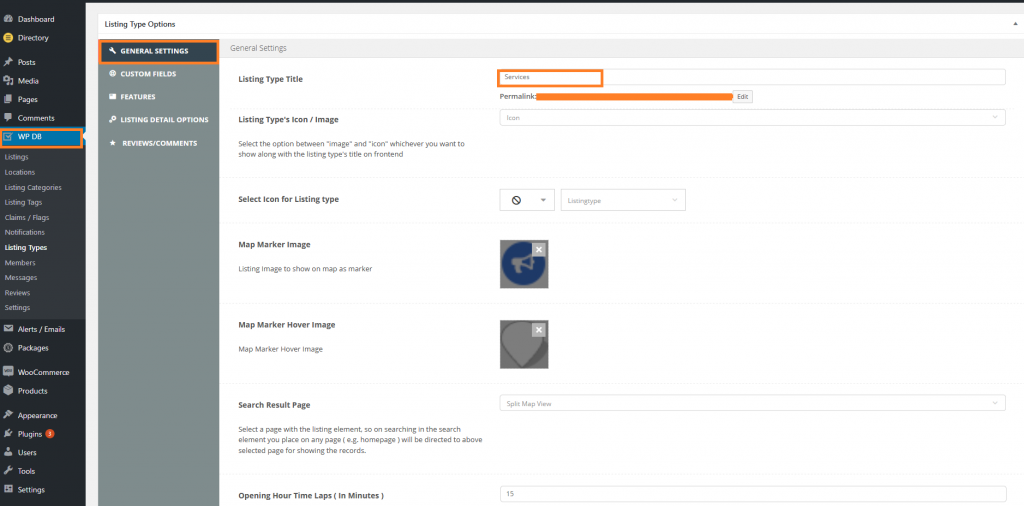 Dashboard
Directory
Posts
Media
Pages
Comments
WP DB
Listings
Locations
Listing Categories
Listing Tags
Claims / Flags
Notifications
Listing Types
Members
Messages
Reviews
Settings
Alerts / Emails
Packages
WooCommerce
Products
Appearance
Plugins 3
Users
Tools
Settings
Listing Type Options
GENERAL SETTINGS
CUSTOM FIELDS
FEATURES
LISTING DETAIL OPTIONS
REVIEWS/COMMENTS
General Settings
Listing Type Title
Services
Permalink:
Edit
Listing Type's Icon / Image
Icon
Select the option between "image" and "icon" whichever you want to
show along with the listing type's title on frontend
Select Icon for Listing type
Listingtype
Map Marker Image
Listing Image to show on map as marker
Map Marker Hover Image
Map Marker Hover Image
Search Result Page
Split Map View
Select a page with the listing element, so on searching in the search
element you place on any page ( e.g. homepage ) will be directed to above
selected page for showing the records.
Opening Hour Time Laps ( In Minutes )
15